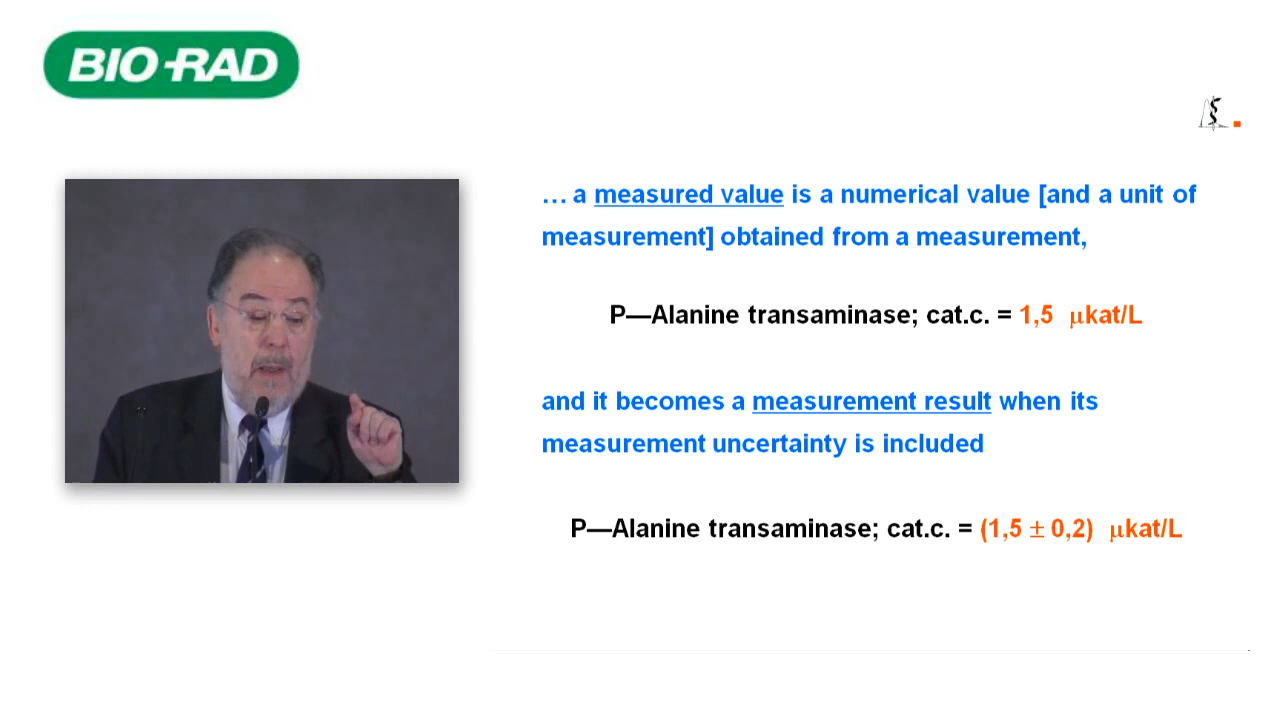 BIO-RAD
… a measured value is a numerical value [and a unit of
measurement] obtained from a measurement,
P—Alanine transaminase; cat.c. = 1,5 μkat/L
and it becomes a measurement result when its
measurement uncertainty is included
P—Alanine transaminase; cat.c. = (1,5 ± 0,2) μkat/L